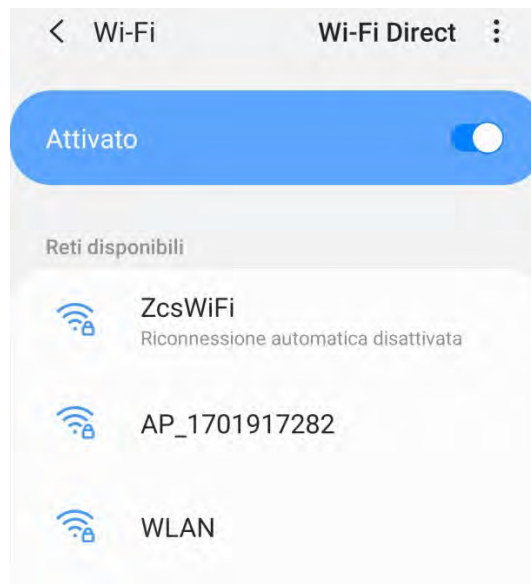 Wi-Fi Wi-Fi Direct
Attivato
Reti disponibili
ZcsWiFi
Riconnessione automatica disattivata
AP_1701917282
WLAN